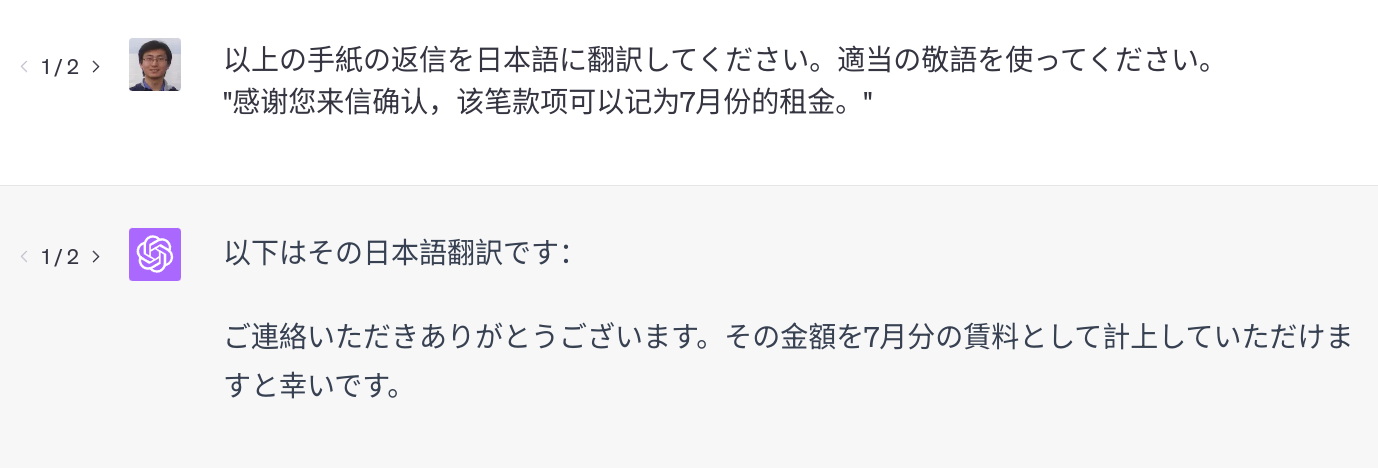 < 1 / 2 >
以上の手紙の返信を日本語に翻訳してください。適当の敬語を使ってください。
"感谢您来信确认，该笔款项可以记为7月份的租金。"
< 1 / 2 >
以下はその日本語翻訳です：
ご連絡いただきありがとうございます。その金額を7月分の賃料として計上していただけま
すと幸いです。